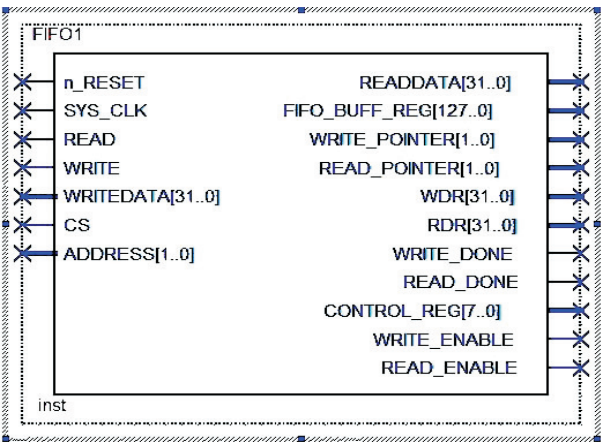 FIFO1
n_RESET READDATA[31..0]
SYS_CLK FIFO_BUFF_REG[127..0]
READ WRITE_POINTER[1..0]
WRITE READ_POINTER[1..0]
WRITEDATA[31..0] WDR[31..0]
CS RDR[31..0]
ADDRESS[1..0] WRITE_DONE
READ_DONE
CONTROL_REG[7..0]
WRITE_ENABLE
READ_ENABLE
inst